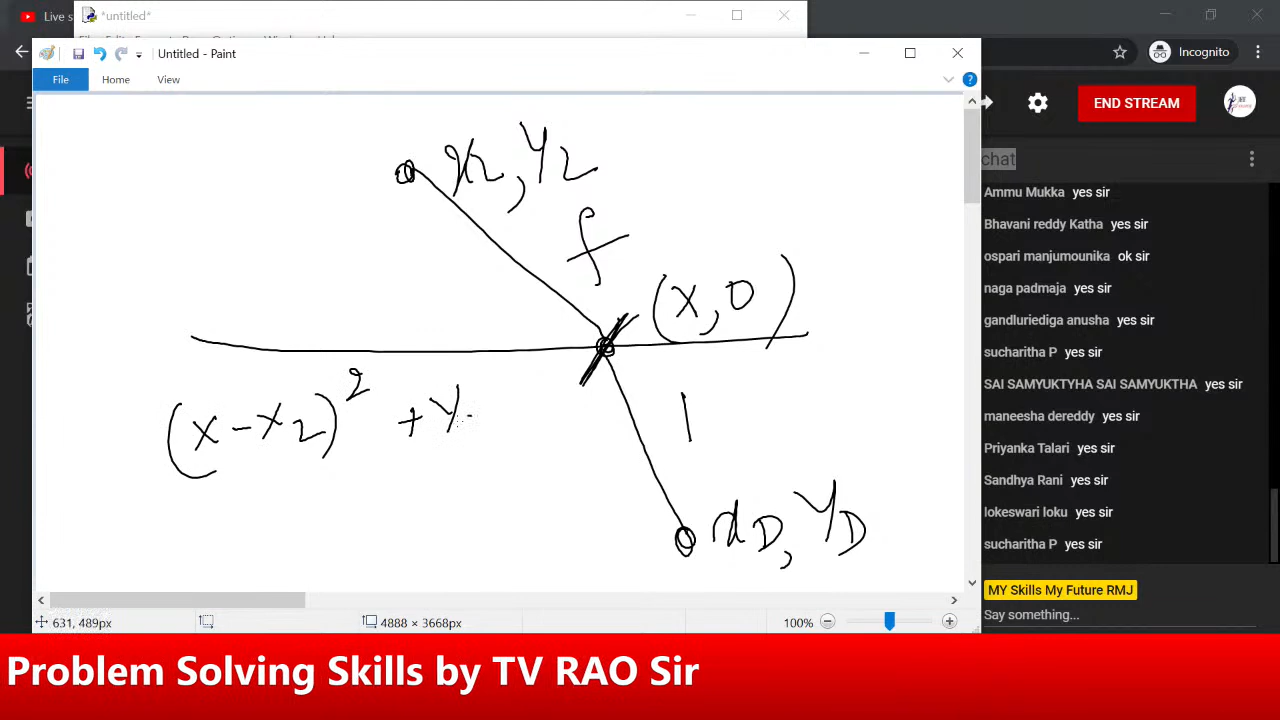 Live s
*untitled*
Untitled - Paint
Incognito
File Home View
END STREAM
chat
x2, y2
f
(x, 0)
(x-x2)^2 + y
1
xD, yD
Ammu Mukka yes sir
Bhavani reddy Katha yes sir
ospari manjumounika ok sir
naga padmaja yes sir
gandluriediga anusha yes sir
sucharitha P yes sir
SAI SAMYUKTYHA SAI SAMYUKTHA yes sir
maneesha dereddy yes sir
Priyanka Talari yes sir
Sandhya Rani yes sir
lokeswari loku yes sir
sucharitha P yes sir
MY Skills My Future RMJ
Say something...
631, 489px
4888 × 3668px
100%
Problem Solving Skills by TV RAO Sir